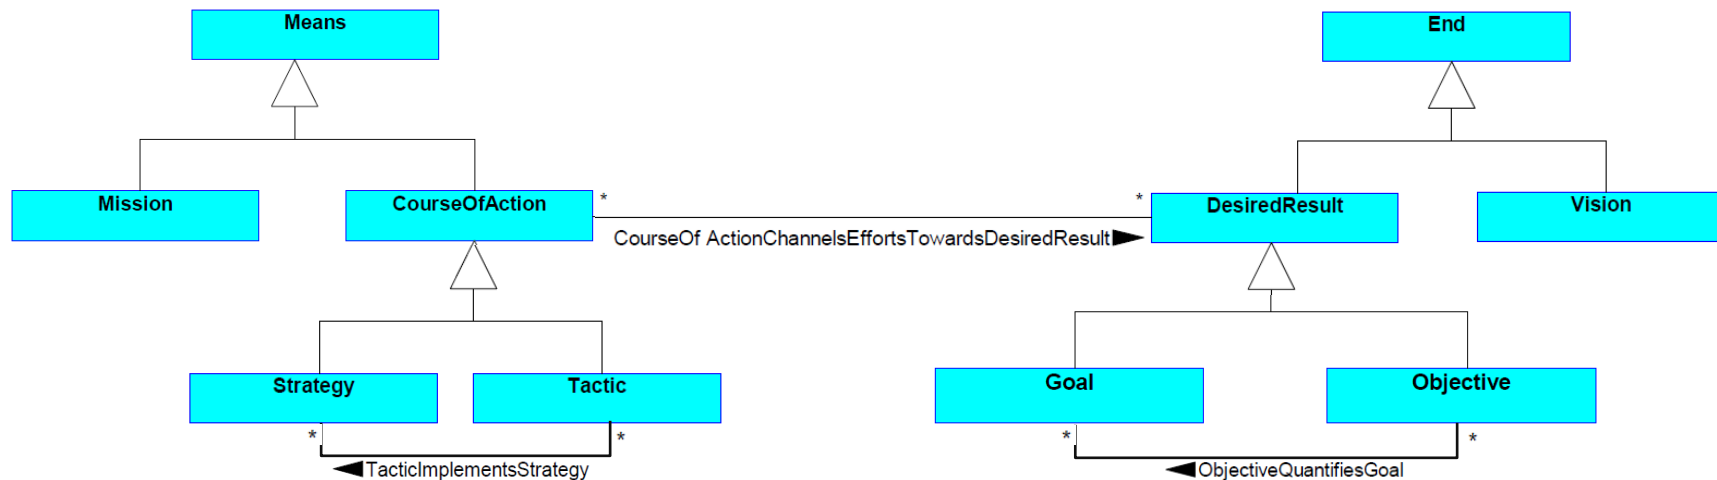 Means
End
Mission
CourseOfAction
*
*
DesiredResult
Vision
CourseOf ActionChannelsEffortsTowardsDesiredResult
Strategy
Tactic
Goal
Objective
*
*
*
*
TacticImplementsStrategy
ObjectiveQuantifiesGoal